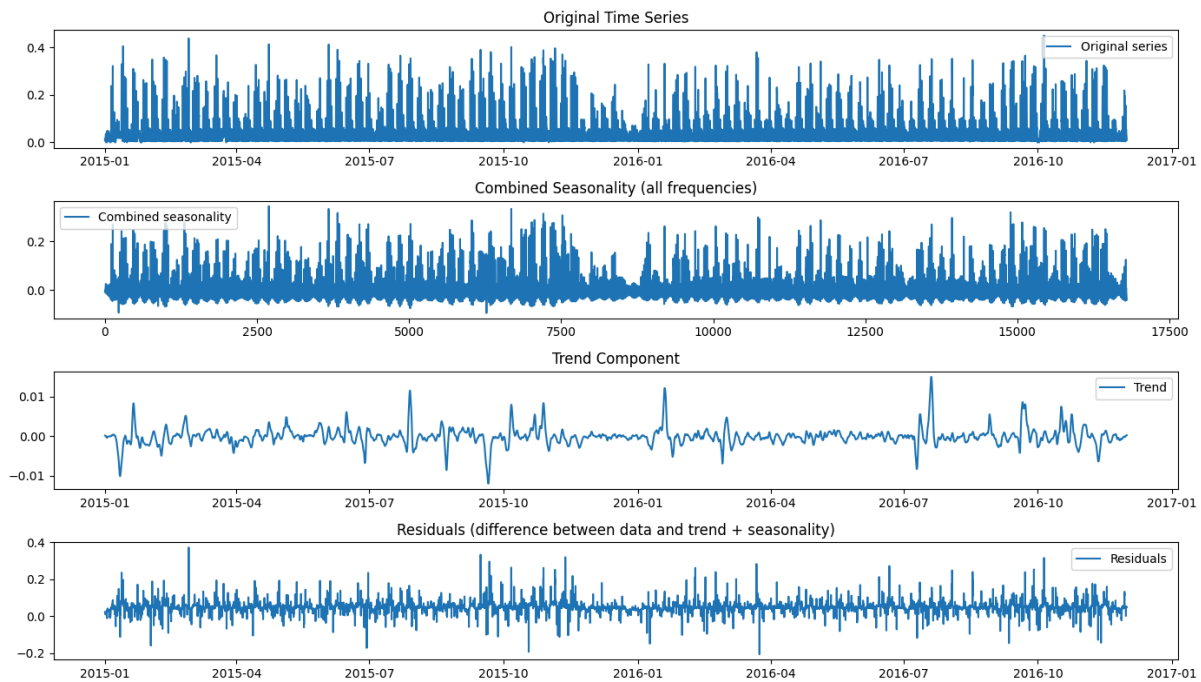 Original Time Series
0.4
0.2
0.0
Original series
2015-01 2015-04 2015-07 2015-10 2016-01 2016-04 2016-07 2016-10 2017-01
Combined Seasonality (all frequencies)
0.2
0.0
Combined seasonality
0 2500 5000 7500 10000 12500 15000 17500
Trend Component
0.01
0.00
−0.01
Trend
2015-01 2015-04 2015-07 2015-10 2016-01 2016-04 2016-07 2016-10 2017-01
Residuals (difference between data and trend + seasonality)
0.4
0.2
0.0
−0.2
Residuals
2015-01 2015-04 2015-07 2015-10 2016-01 2016-04 2016-07 2016-10 2017-01